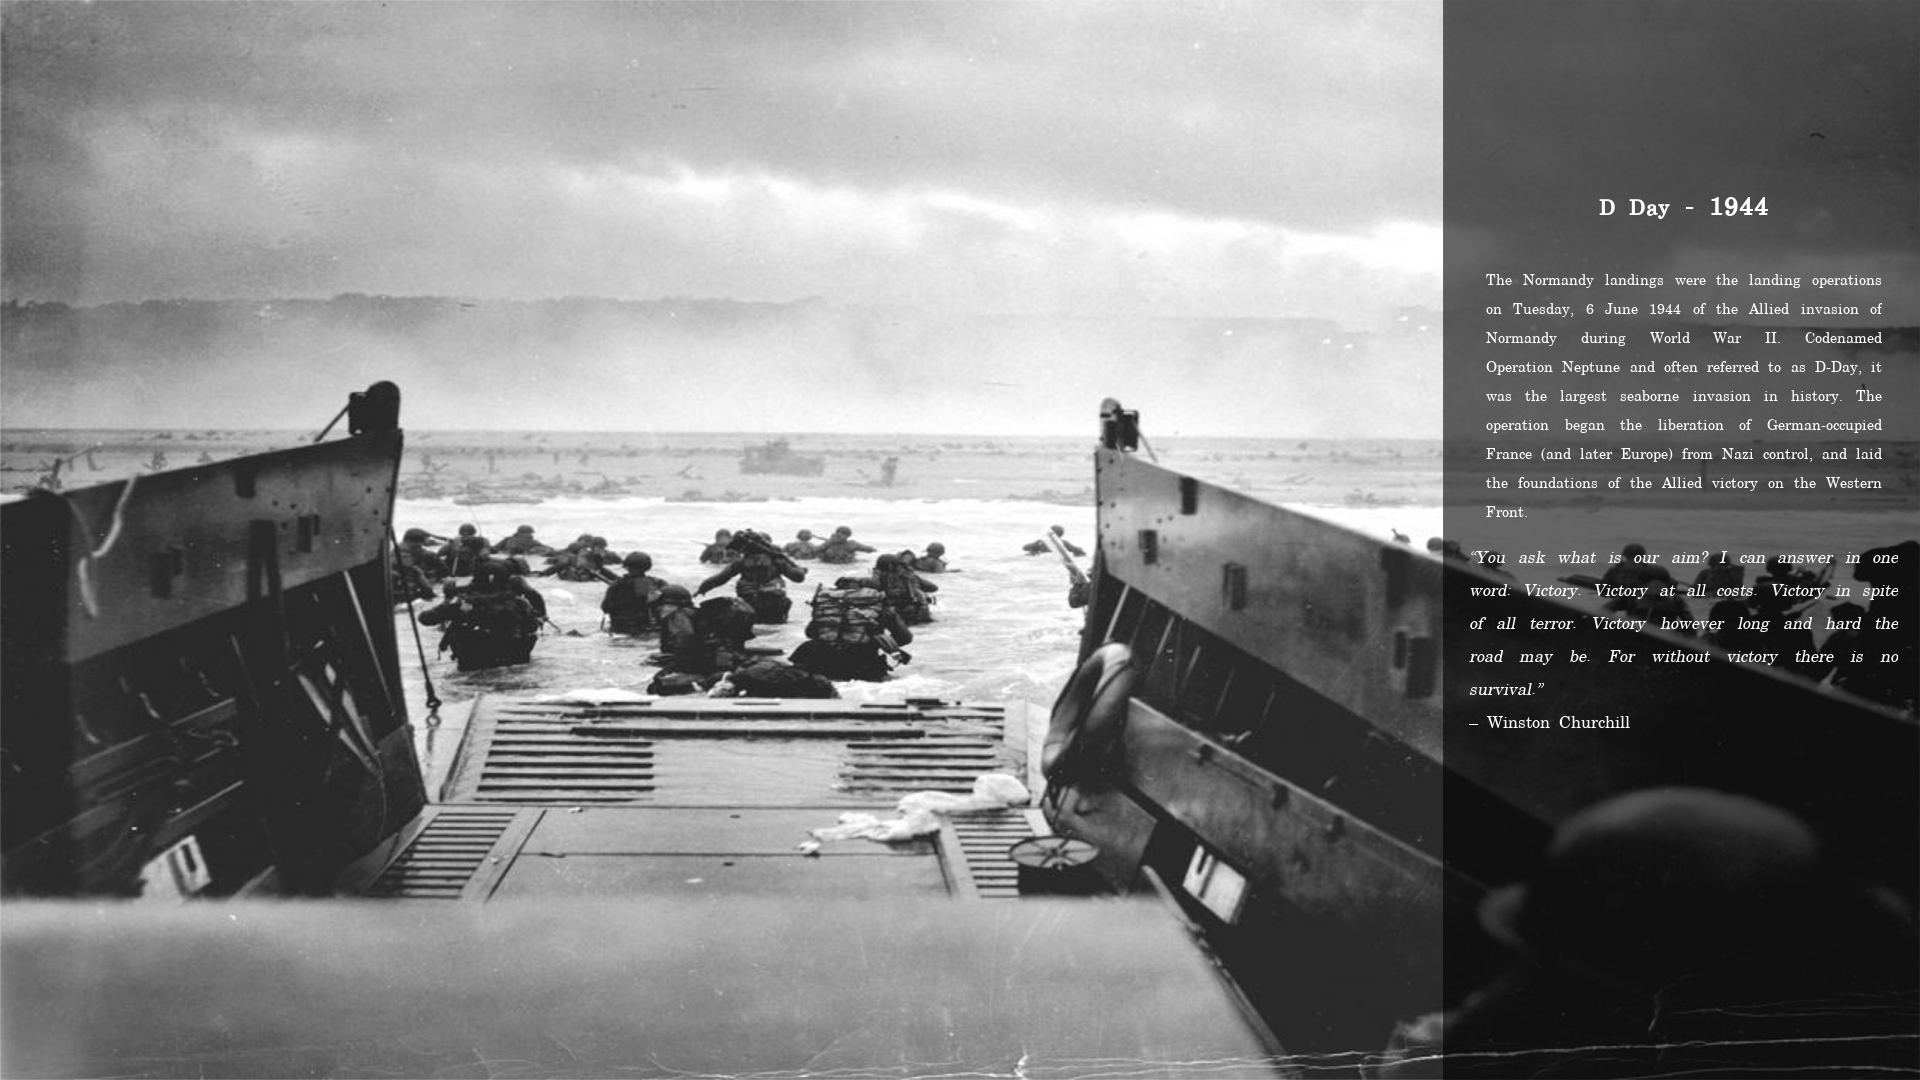 D Day - 1944
The Normandy landings were the landing operations
on Tuesday, 6 June 1944 of the Allied invasion of
Normandy during World War II. Codenamed
Operation Neptune and often referred to as D-Day, it
was the largest seaborne invasion in history. The
operation began the liberation of German-occupied
France (and later Europe) from Nazi control, and laid
the foundations of the Allied victory on the Western
Front.
“You ask what is our aim? I can answer in one
word: Victory. Victory at all costs. Victory in spite
of all terror. Victory however long and hard the
road may be. For without victory there is no
survival.”
– Winston Churchill